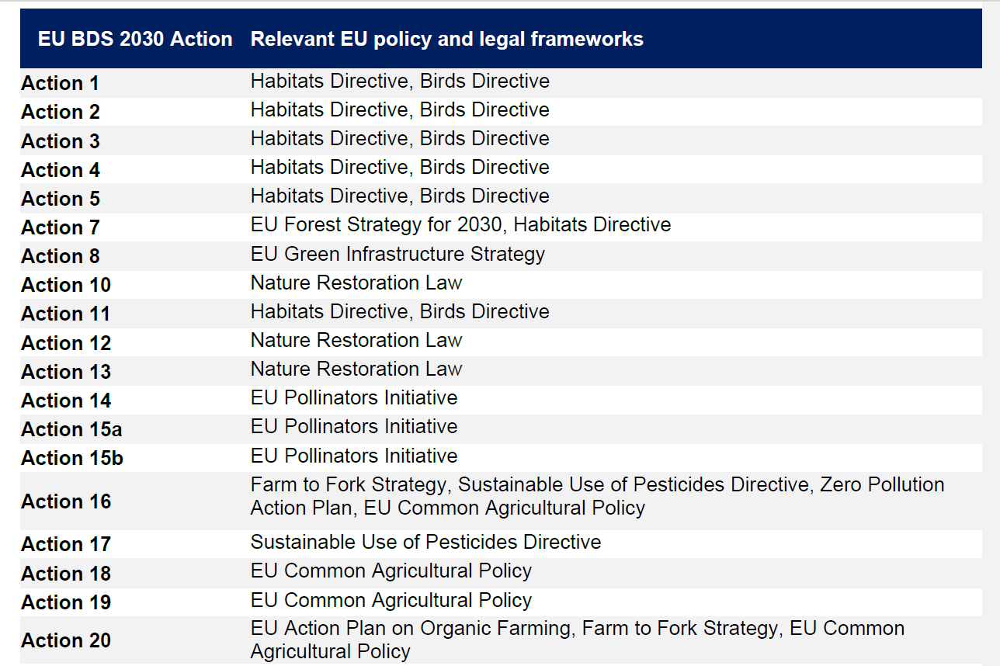 EU BDS 2030 Action Relevant EU policy and legal frameworks
Action 1 Habitats Directive, Birds Directive
Action 2 Habitats Directive, Birds Directive
Action 3 Habitats Directive, Birds Directive
Action 4 Habitats Directive, Birds Directive
Action 5 Habitats Directive, Birds Directive
Action 7 EU Forest Strategy for 2030, Habitats Directive
Action 8 EU Green Infrastructure Strategy
Action 10 Nature Restoration Law
Action 11 Habitats Directive, Birds Directive
Action 12 Nature Restoration Law
Action 13 Nature Restoration Law
Action 14 EU Pollinators Initiative
Action 15a EU Pollinators Initiative
Action 15b EU Pollinators Initiative
Action 16 Farm to Fork Strategy, Sustainable Use of Pesticides Directive, Zero Pollution
Action Plan, EU Common Agricultural Policy
Action 17 Sustainable Use of Pesticides Directive
Action 18 EU Common Agricultural Policy
Action 19 EU Common Agricultural Policy
Action 20 EU Action Plan on Organic Farming, Farm to Fork Strategy, EU Common
Agricultural Policy